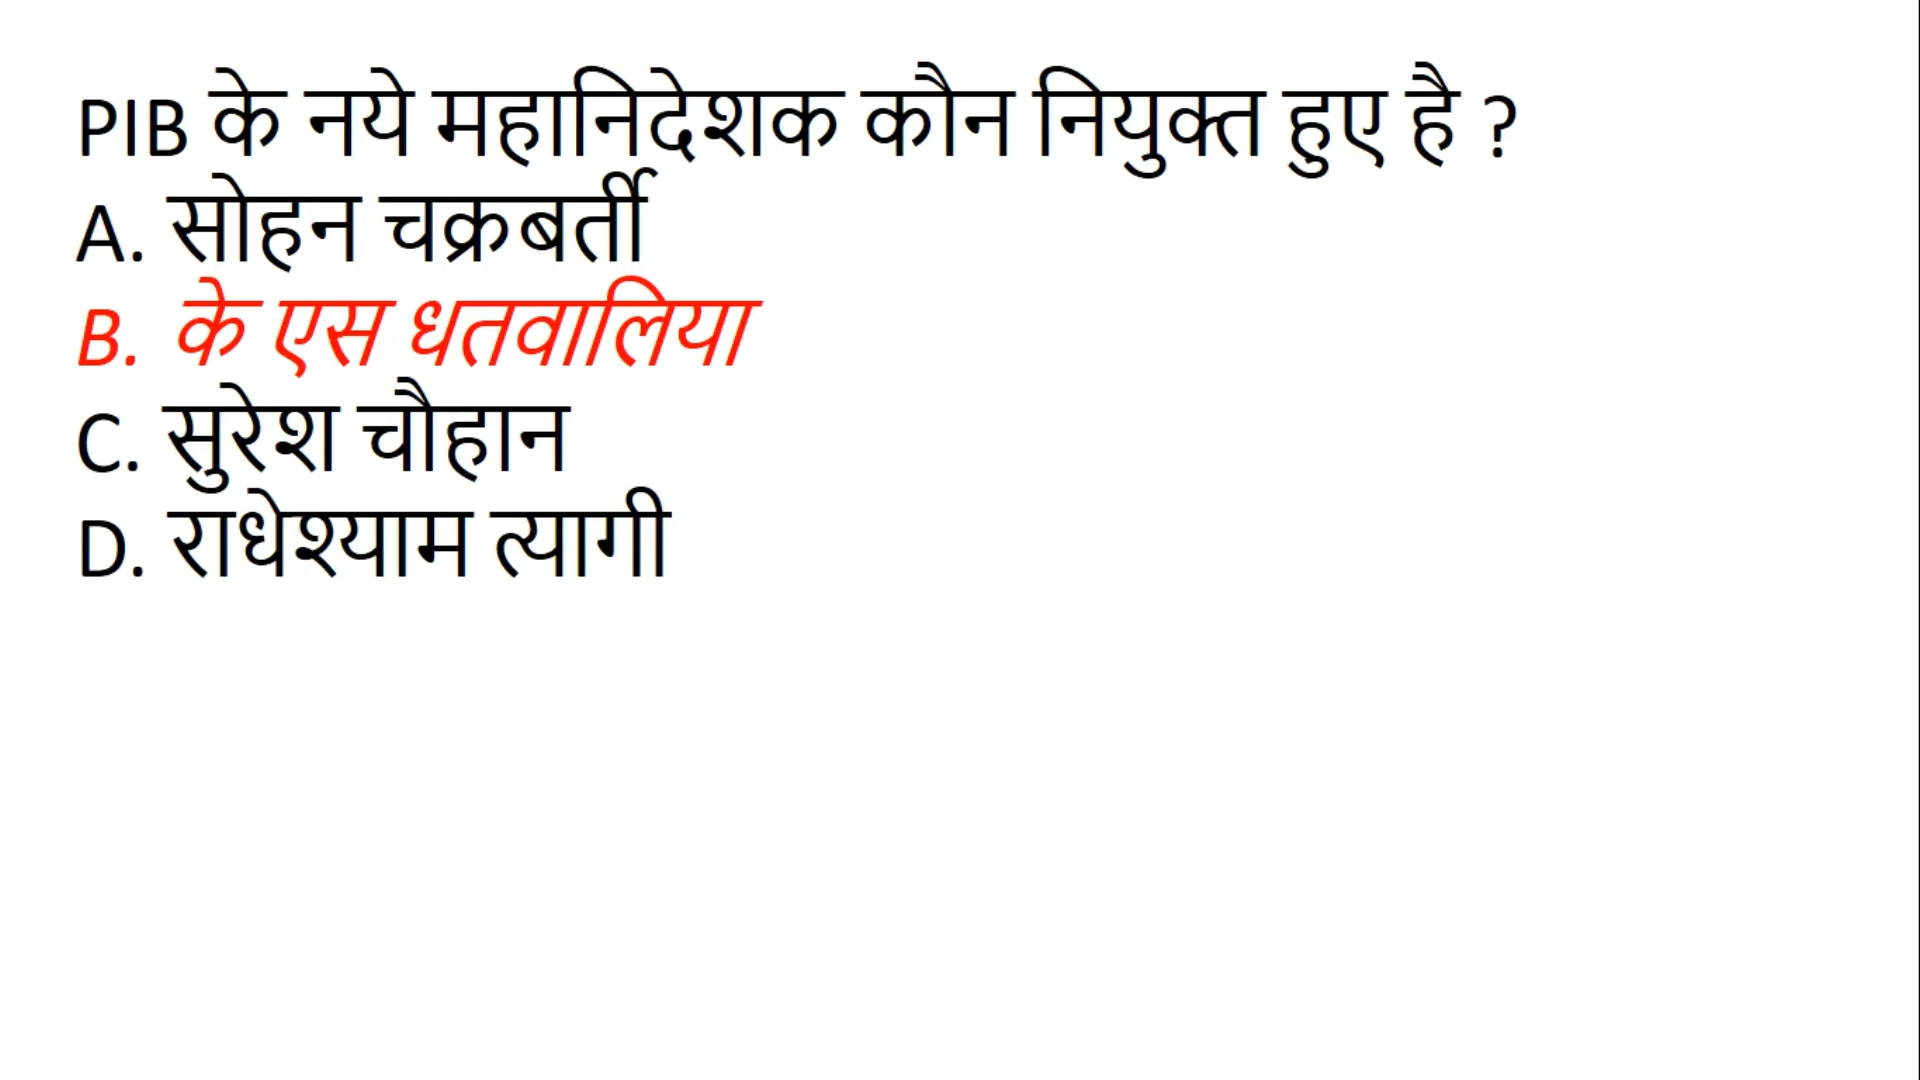 PIB के नये महानिदेशक कौन नियुक्त हुए है ?
A. सोहन चक्रबर्ती
B. के एस धतवालिया
C. सुरेश चौहान
D. राधेश्याम त्यागी